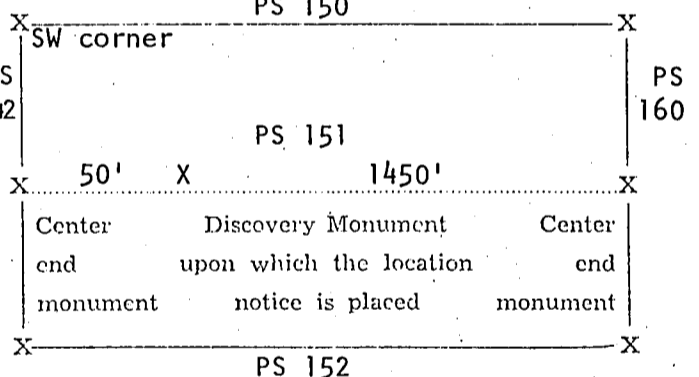 PS 150
X X
SW corner
S PS
42 160
PS 151
X 50' X 1450' X
Center Discovery Monument Center
end upon which the location end
monument notice is placed monument
X X
PS 152